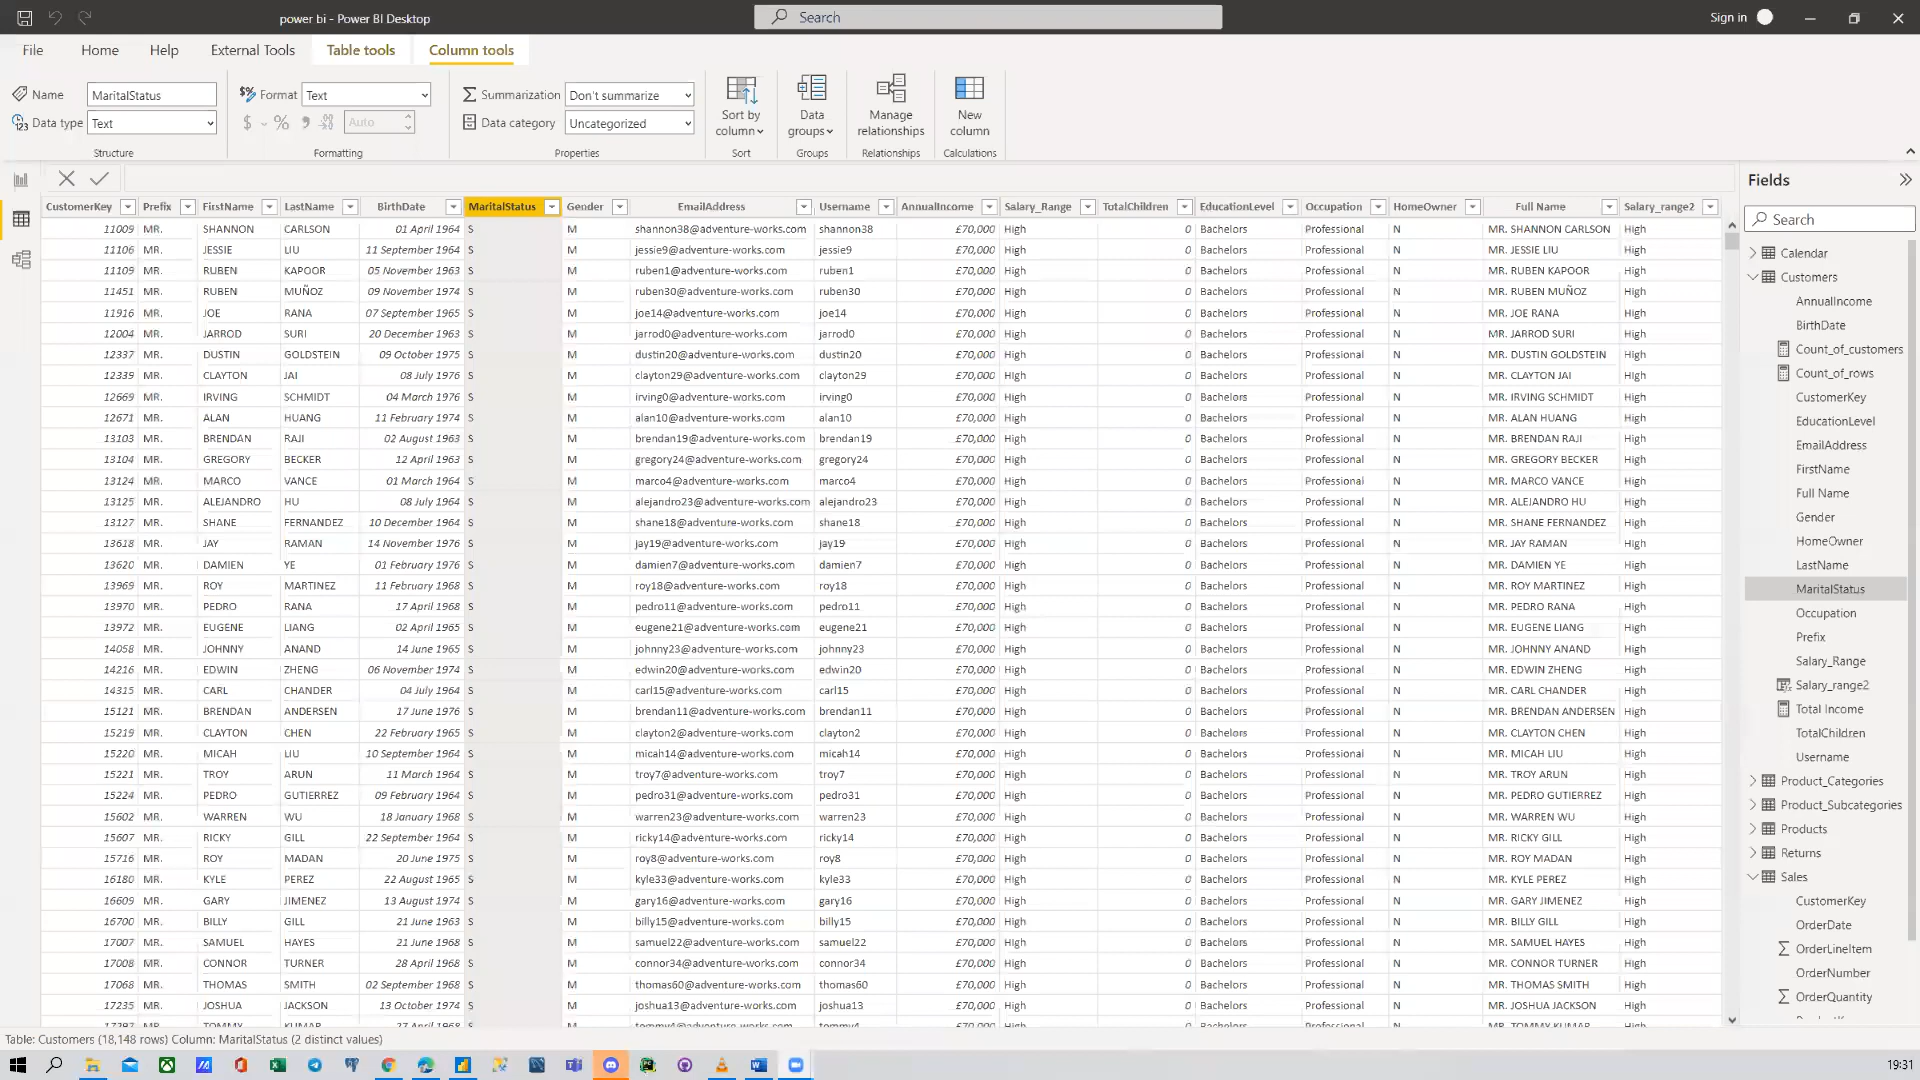 power bi - Power BI Desktop
Search
Sign in
File Home Help External Tools Table tools Column tools
Name MaritalStatus
Format Text
Summarization Don't summarize
Data type Text
$ % Auto
Data category Uncategorized
Sort by column
Data groups
Manage relationships
New column
Structure Formatting Properties Sort Groups Relationships Calculations
CustomerKey Prefix FirstName LastName BirthDate MaritalStatus Gender EmailAddress Username AnnualIncome Salary_Range TotalChildren EducationLevel Occupation HomeOwner Full Name Salary_range2
11009 MR. SHANNON CARLSON 01 April 1964 S M shannon38@adventure-works.com shannon38 £70,000 High 0 Bachelors Professional N MR. SHANNON CARLSON High
11106 MR. JESSIE LIU 11 September 1964 S M jessie9@adventure-works.com jessie9 £70,000 High 0 Bachelors Professional N MR. JESSIE LIU High
11109 MR. RUBEN KAPOOR 05 November 1963 S M ruben1@adventure-works.com ruben1 £70,000 High 0 Bachelors Professional N MR. RUBEN KAPOOR High
11451 MR. RUBEN MUÑOZ 09 November 1974 S M ruben30@adventure-works.com ruben30 £70,000 High 0 Bachelors Professional N MR. RUBEN MUÑOZ High
11916 MR. JOE RANA 07 September 1965 S M joe14@adventure-works.com joe14 £70,000 High 0 Bachelors Professional N MR. JOE RANA High
12004 MR. JARROD SURI 20 December 1963 S M jarrod0@adventure-works.com jarrod0 £70,000 High 0 Bachelors Professional N MR. JARROD SURI High
12337 MR. DUSTIN GOLDSTEIN 09 October 1975 S M dustin20@adventure-works.com dustin20 £70,000 High 0 Bachelors Professional N MR. DUSTIN GOLDSTEIN High
12339 MR. CLAYTON JAI 08 July 1976 S M clayton29@adventure-works.com clayton29 £70,000 High 0 Bachelors Professional N MR. CLAYTON JAI High
12669 MR. IRVING SCHMIDT 04 March 1976 S M irving0@adventure-works.com irving0 £70,000 High 0 Bachelors Professional N MR. IRVING SCHMIDT High
12671 MR. ALAN HUANG 11 February 1974 S M alan10@adventure-works.com alan10 £70,000 High 0 Bachelors Professional N MR. ALAN HUANG High
13103 MR. BRENDAN RAJI 02 August 1963 S M brendan19@adventure-works.com brendan19 £70,000 High 0 Bachelors Professional N MR. BRENDAN RAJI High
13104 MR. GREGORY BECKER 12 April 1963 S M gregory24@adventure-works.com gregory24 £70,000 High 0 Bachelors Professional N MR. GREGORY BECKER High
13124 MR. MARCO VANCE 01 March 1964 S M marco4@adventure-works.com marco4 £70,000 High 0 Bachelors Professional N MR. MARCO VANCE High
13125 MR. ALEJANDRO HU 08 July 1964 S M alejandro23@adventure-works.com alejandro23 £70,000 High 0 Bachelors Professional N MR. ALEJANDRO HU High
13127 MR. SHANE FERNANDEZ 10 December 1964 S M shane18@adventure-works.com shane18 £70,000 High 0 Bachelors Professional N MR. SHANE FERNANDEZ High
13618 MR. JAY RAMAN 14 November 1976 S M jay19@adventure-works.com jay19 £70,000 High 0 Bachelors Professional N MR. JAY RAMAN High
13620 MR. DAMIEN YE 01 February 1976 S M damien7@adventure-works.com damien7 £70,000 High 0 Bachelors Professional N MR. DAMIEN YE High
13969 MR. ROY MARTINEZ 11 February 1968 S M roy18@adventure-works.com roy18 £70,000 High 0 Bachelors Professional N MR. ROY MARTINEZ High
13970 MR. PEDRO RANA 17 April 1968 S M pedro11@adventure-works.com pedro11 £70,000 High 0 Bachelors Professional N MR. PEDRO RANA High
13972 MR. EUGENE LIANG 02 April 1965 S M eugene21@adventure-works.com eugene21 £70,000 High 0 Bachelors Professional N MR. EUGENE LIANG High
14058 MR. JOHNNY ANAND 14 June 1965 S M johnny23@adventure-works.com johnny23 £70,000 High 0 Bachelors Professional N MR. JOHNNY ANAND High
14216 MR. EDWIN ZHENG 06 November 1974 S M edwin20@adventure-works.com edwin20 £70,000 High 0 Bachelors Professional N MR. EDWIN ZHENG High
14315 MR. CARL CHANDER 04 July 1964 S M carl15@adventure-works.com carl15 £70,000 High 0 Bachelors Professional N MR. CARL CHANDER High
15121 MR. BRENDAN ANDERSEN 17 June 1976 S M brendan11@adventure-works.com brendan11 £70,000 High 0 Bachelors Professional N MR. BRENDAN ANDERSEN High
15219 MR. CLAYTON CHEN 22 February 1965 S M clayton2@adventure-works.com clayton2 £70,000 High 0 Bachelors Professional N MR. CLAYTON CHEN High
15220 MR. MICAH LIU 10 September 1964 S M micah14@adventure-works.com micah14 £70,000 High 0 Bachelors Professional N MR. MICAH LIU High
15221 MR. TROY ARUN 11 March 1964 S M troy7@adventure-works.com troy7 £70,000 High 0 Bachelors Professional N MR. TROY ARUN High
15224 MR. PEDRO GUTIERREZ 09 February 1964 S M pedro31@adventure-works.com pedro31 £70,000 High 0 Bachelors Professional N MR. PEDRO GUTIERREZ High
15602 MR. WARREN WU 18 January 1968 S M warren23@adventure-works.com warren23 £70,000 High 0 Bachelors Professional N MR. WARREN WU High
15607 MR. RICKY GILL 22 September 1964 S M ricky14@adventure-works.com ricky14 £70,000 High 0 Bachelors Professional N MR. RICKY GILL High
15716 MR. ROY MADAN 20 June 1975 S M roy8@adventure-works.com roy8 £70,000 High 0 Bachelors Professional N MR. ROY MADAN High
16180 MR. KYLE PEREZ 22 August 1965 S M kyle33@adventure-works.com kyle33 £70,000 High 0 Bachelors Professional N MR. KYLE PEREZ High
16609 MR. GARY JIMENEZ 13 August 1974 S M gary16@adventure-works.com gary16 £70,000 High 0 Bachelors Professional N MR. GARY JIMENEZ High
16700 MR. BILLY GILL 21 June 1963 S M billy15@adventure-works.com billy15 £70,000 High 0 Bachelors Professional N MR. BILLY GILL High
17007 MR. SAMUEL HAYES 21 June 1968 S M samuel22@adventure-works.com samuel22 £70,000 High 0 Bachelors Professional N MR. SAMUEL HAYES High
17008 MR. CONNOR TURNER 28 April 1968 S M connor34@adventure-works.com connor34 £70,000 High 0 Bachelors Professional N MR. CONNOR TURNER High
17068 MR. THOMAS SMITH 02 September 1968 S M thomas60@adventure-works.com thomas60 £70,000 High 0 Bachelors Professional N MR. THOMAS SMITH High
17235 MR. JOSHUA JACKSON 13 October 1974 S M joshua13@adventure-works.com joshua13 £70,000 High 0 Bachelors Professional N MR. JOSHUA JACKSON High
Fields
Search
Calendar
Customers
AnnualIncome
BirthDate
Count_of_customers
Count_of_rows
CustomerKey
EducationLevel
EmailAddress
FirstName
Full Name
Gender
HomeOwner
LastName
MaritalStatus
Occupation
Prefix
Salary_Range
Salary_range2
Total Income
TotalChildren
Username
Product_Categories
Product_Subcategories
Products
Returns
Sales
CustomerKey
OrderDate
OrderLineItem
OrderNumber
OrderQuantity
Table: Customers (18,148 rows) Column: MaritalStatus (2 distinct values)
19:31